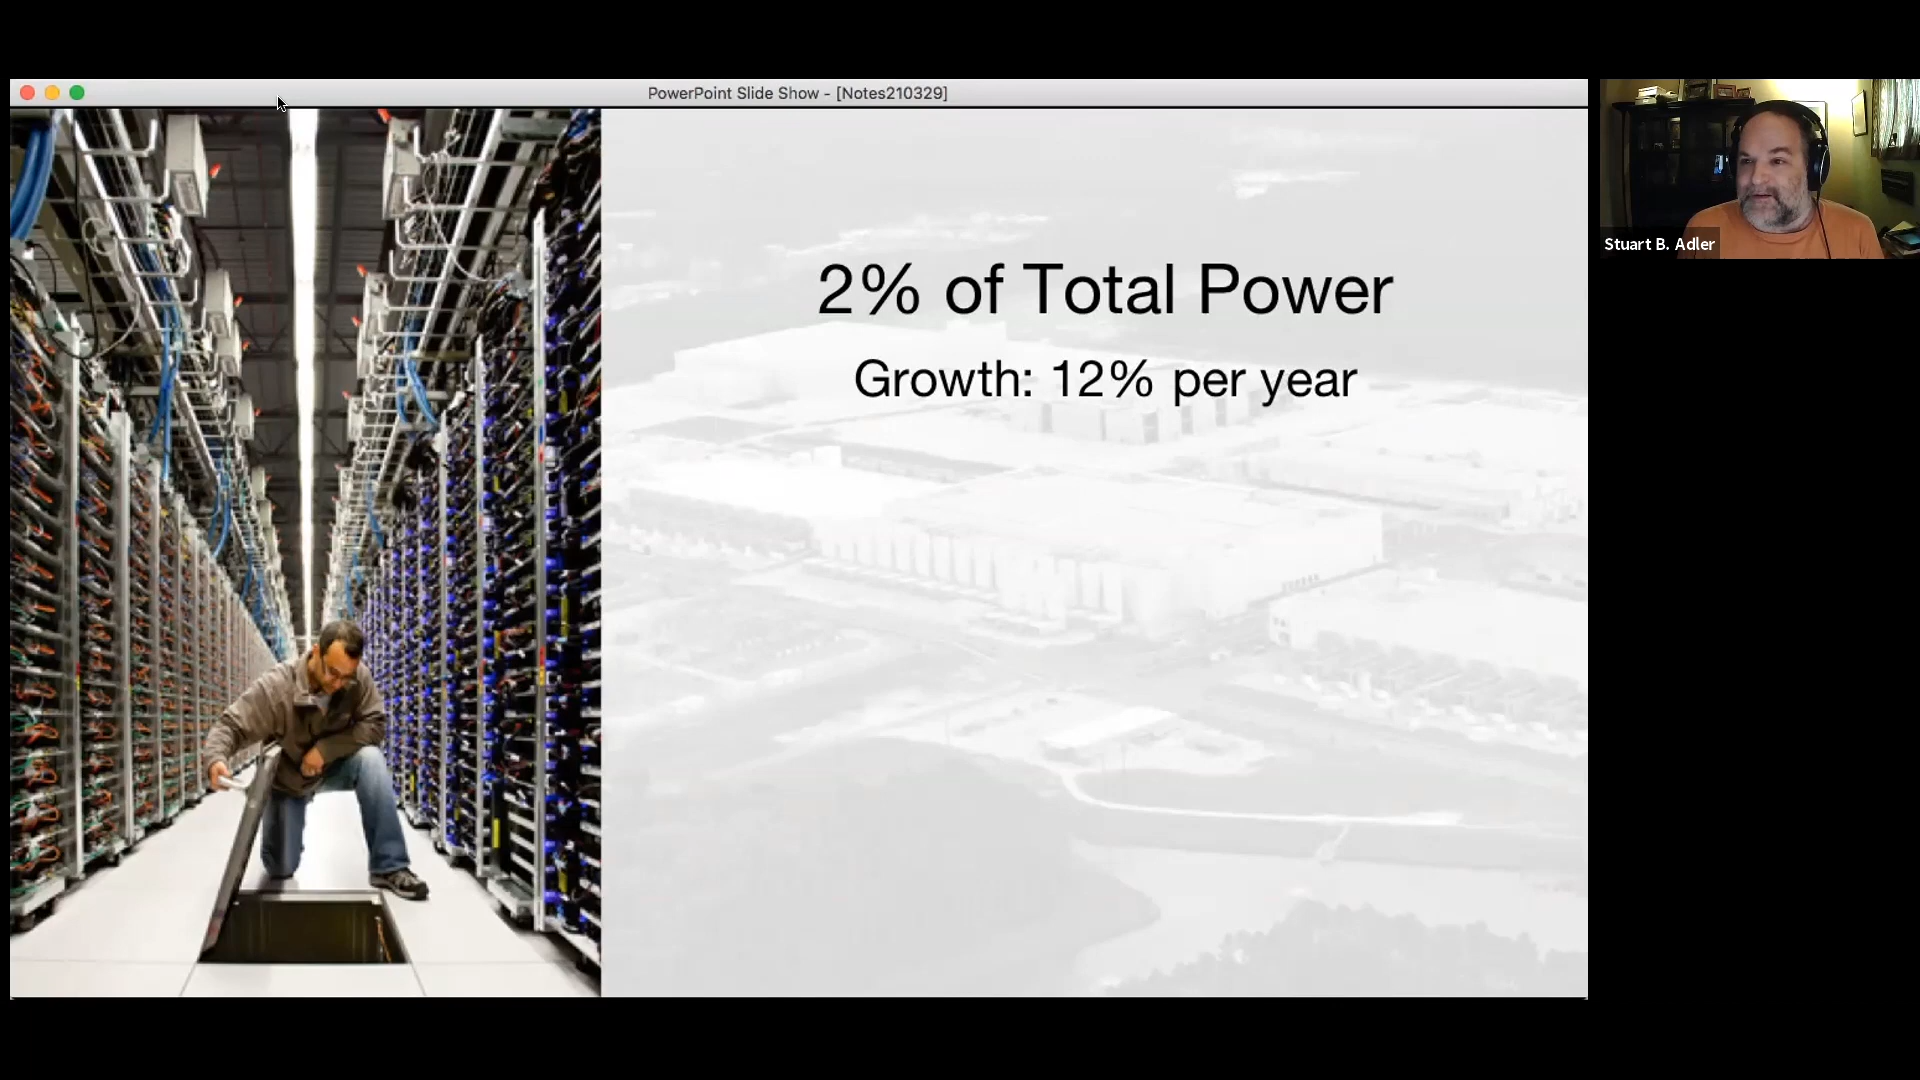 PowerPoint Slide Show - [Notes210329]
2% of Total Power
Growth: 12% per year
Stuart B. Adler